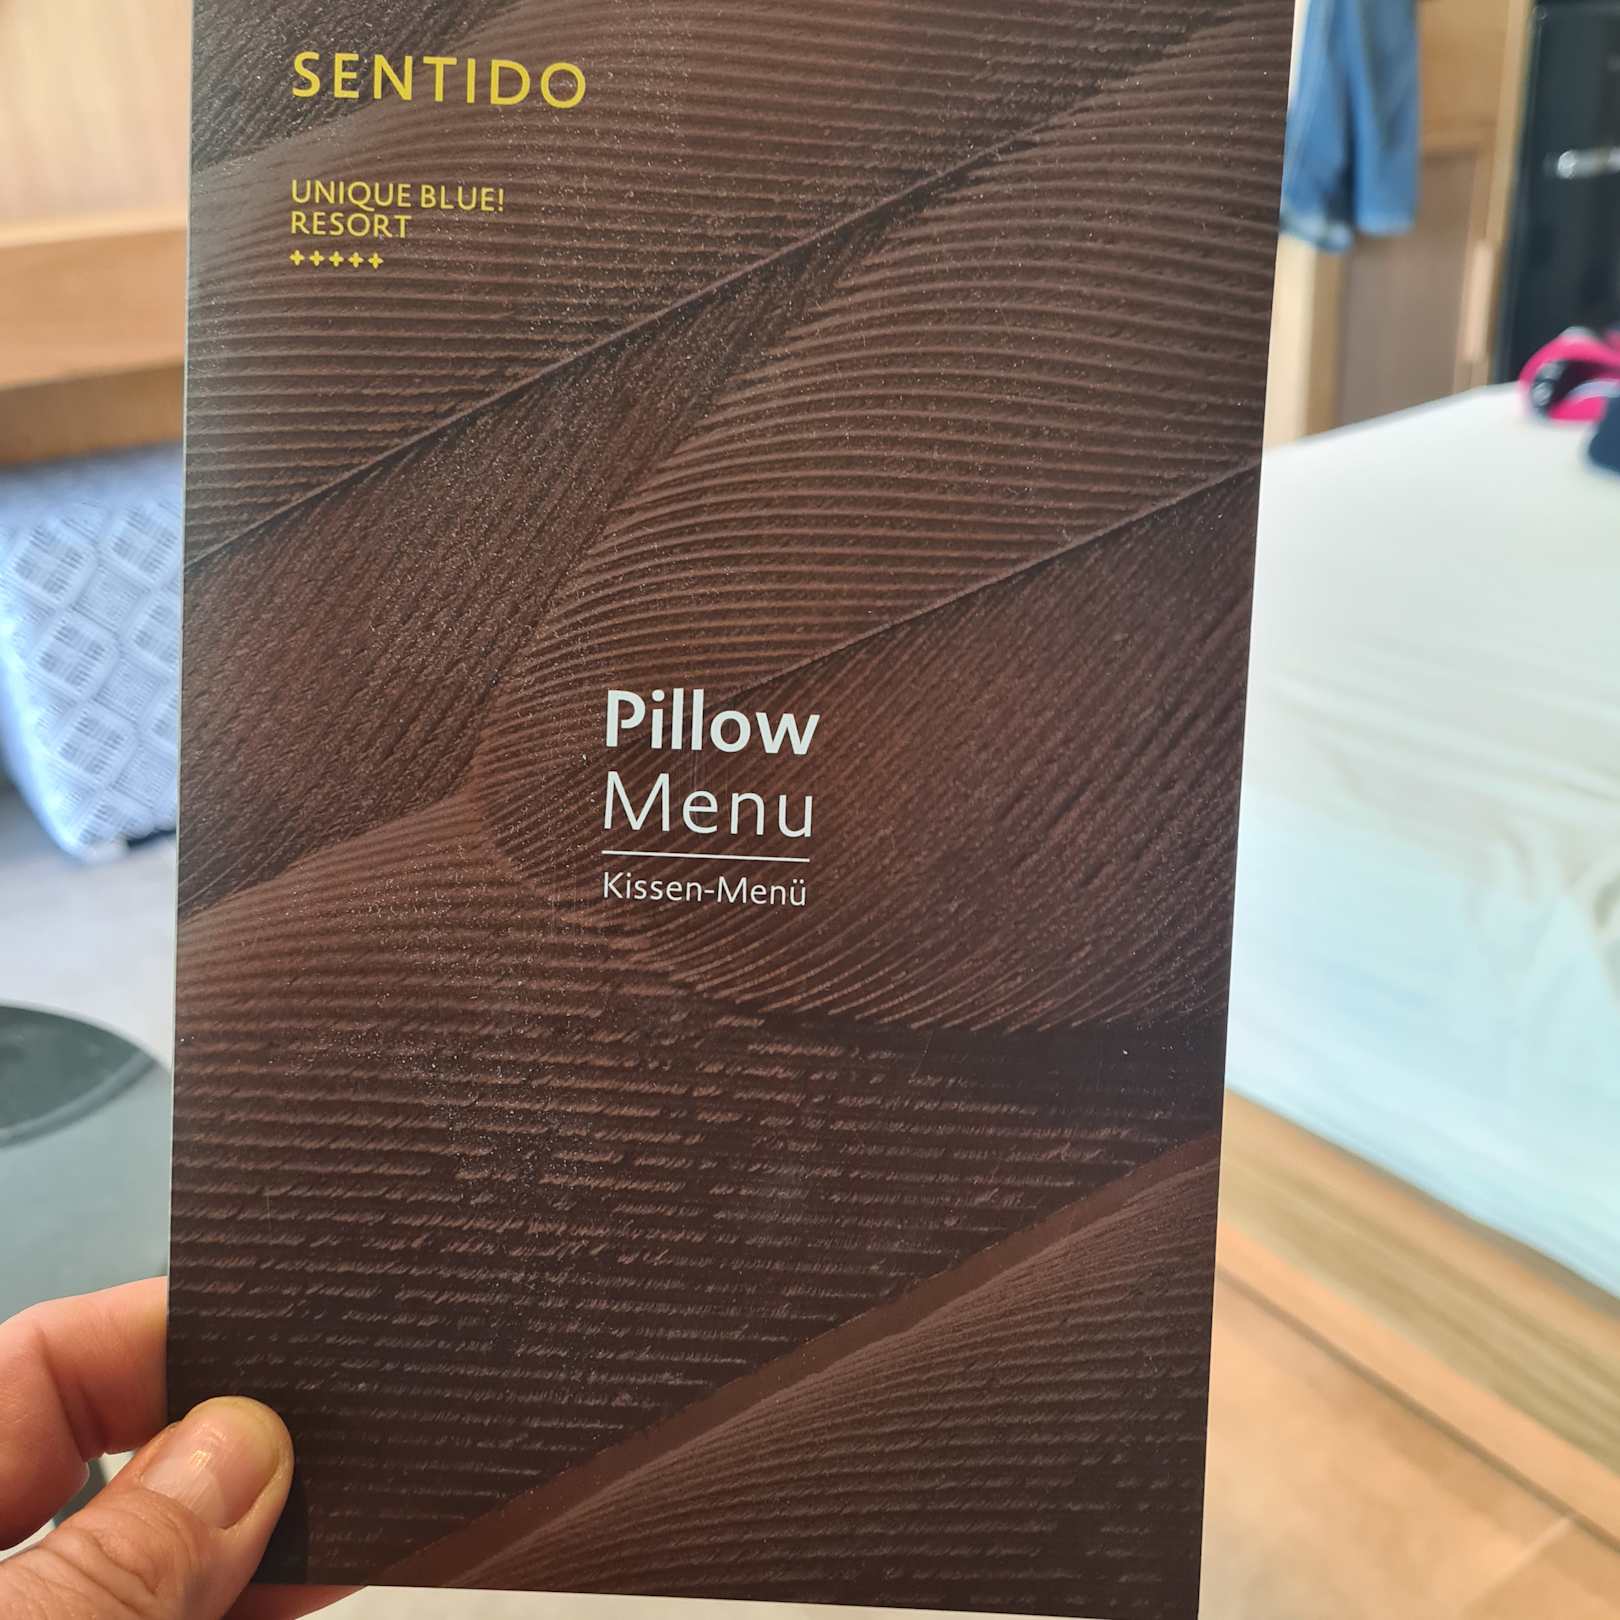 SENTIDO
UNIQUE BLUE!
RESORT
+++++
Pillow
Menu
Kissen-Menü